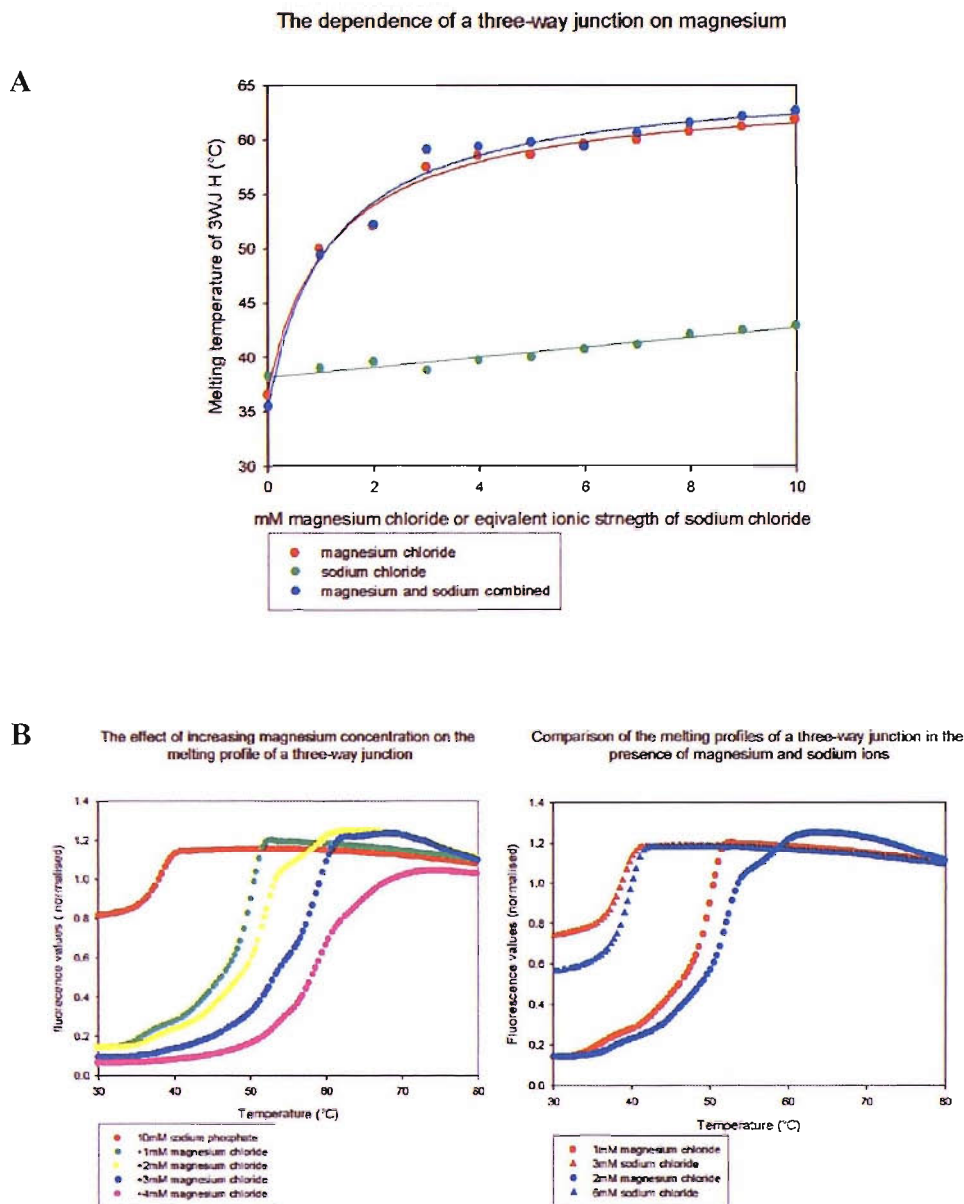 The dependence of a three-way junction on magnesium
A
65
60
55
50
45
40
35
30
Melting temperature of 3WJ H (°C)
0 2 4 6 8 10
mM magnesium chloride or eqivalent ionic strnegth of sodium chloride
magnesium chloride
sodium chloride
magnesium and sodium combined
B
The effect of increasing magnesium concentration on the
melting profile of a three-way junction
1.4
1.2
1.0
0.8
0.6
0.4
0.2
0.0
fluorecence values ( normalised)
30 40 50 60 70 80
Temperature (°C)
10mM sodium phosphate
+1mM magnesium chloride
+2mM magnesium chloride
+3mM magnesium chloride
+4mM magnesium chloride
Comparison of the melting profiles of a three-way junction in the
presence of magnesium and sodium ions
1.4
1.2
1.0
0.8
0.6
0.4
0.2
0.0
Fluorescence values (normalised)
30 40 50 60 70 80
Temperature (°C)
1mM magnesium chloride
3mM sodium chloride
2mM magnesium chloride
6mM sodium chloride